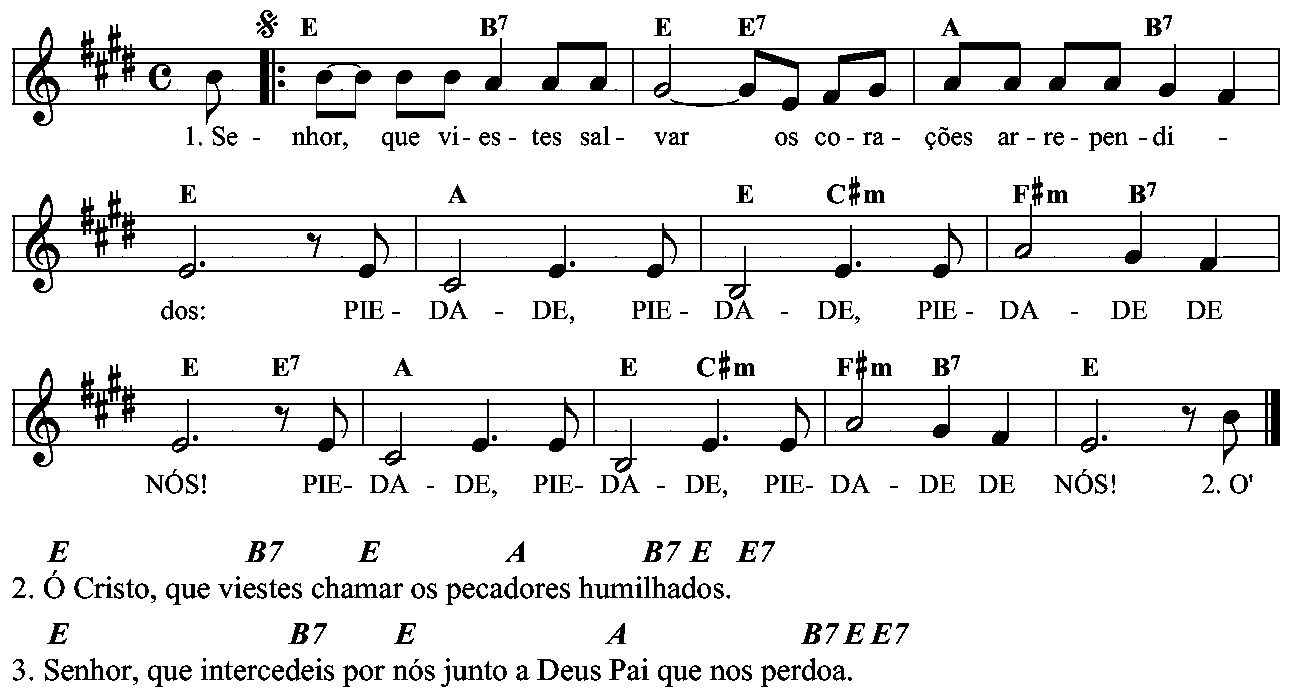 E B7 E E7 A B7
1. Se - nhor, que vi - es - tes sal - var os co - ra - ções ar - re - pen - di -
E A E C♯m F♯m B7
dos: PIE - DA - DE, PIE - DA - DE, PIE - DA - DE DE
E E7 A E C♯m F♯m B7 E
NÓS! PIE- DA - DE, PIE- DA - DE, PIE- DA - DE DE NÓS! 2. O'
E B7 E A B7 E E7
2. Ó Cristo, que viestes chamar os pecadores humilhados.
E B7 E A B7 E E7
3. Senhor, que intercedeis por nós junto a Deus Pai que nos perdoa.